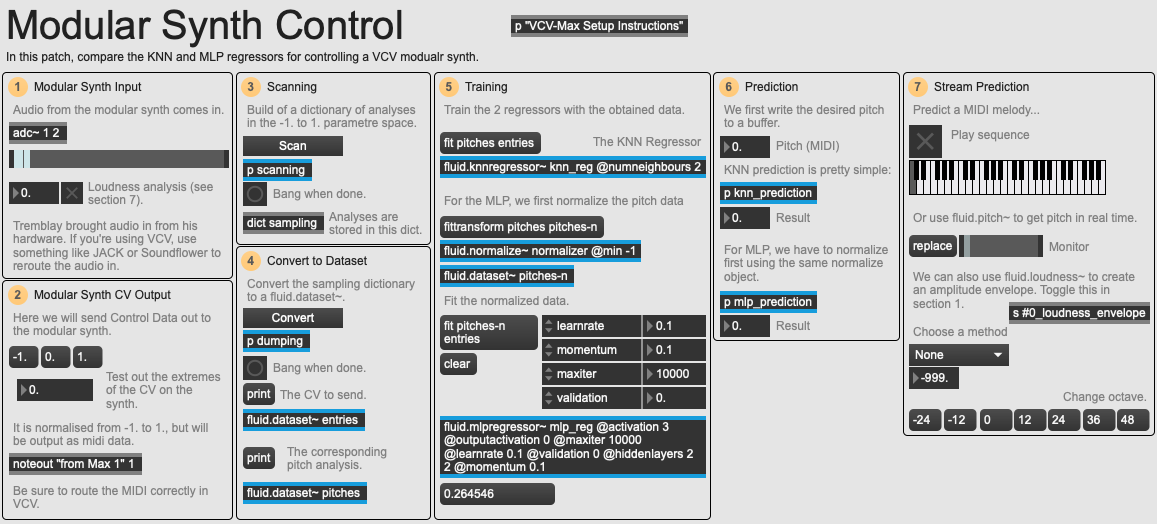 Modular Synth Control
p "VCV-Max Setup Instructions"
In this patch, compare the KNN and MLP regressors for controlling a VCV modualr synth.
1 Modular Synth Input
Audio from the modular synth comes in.
adc~ 1 2
0.
Loudness analysis (see
section 7).
Tremblay brought audio in from his
hardware. If you're using VCV, use
something like JACK or Soundflower to
reroute the audio in.
2 Modular Synth CV Output
Here we will send Control Data out to
the modular synth.
-1. 0. 1.
0.
Test out the extremes
of the CV on the
synth.
It is normalised from -1. to 1., but will
be output as midi data.
noteout "from Max 1" 1
Be sure to route the MIDI correctly in
VCV.
3 Scanning
Build of a dictionary of analyses
in the -1. to 1. parametre space.
Scan
p scanning
Bang when done.
dict sampling
Analyses are
stored in this dict.
4 Convert to Dataset
Convert the sampling dictionary
to a fluid.dataset~.
Convert
p dumping
Bang when done.
print The CV to send.
fluid.dataset~ entries
print
The corresponding
pitch analysis.
fluid.dataset~ pitches
5 Training
Train the 2 regressors with the obtained data.
fit pitches entries
The KNN Regressor
fluid.knnregressor~ knn_reg @numneighbours 2
For the MLP, we first normalize the pitch data
fittransform pitches pitches-n
fluid.normalize~ normalizer @min -1
fluid.dataset~ pitches-n
Fit the normalized data.
fit pitches-n
entries
clear
learnrate 0.1
momentum 0.1
maxiter 10000
validation 0.
fluid.mlpregressor~ mlp_reg @activation 3
@outputactivation 0 @maxiter 10000
@learnrate 0.1 @validation 0 @hiddenlayers 2
2 @momentum 0.1
0.264546
6 Prediction
We first write the desired pitch
to a buffer.
0. Pitch (MIDI)
KNN prediction is pretty simple:
p knn_prediction
0. Result
For MLP, we have to normalize
first using the same normalize
object.
p mlp_prediction
0. Result
7 Stream Prediction
Predict a MIDI melody...
Play sequence
Or use fluid.pitch~ to get pitch in real time.
replace Monitor
We can also use fluid.loudness~ to create
an amplitude envelope. Toggle this in
section 1.
s #0_loudness_envelope
Choose a method
None
-999.
Change octave.
-24 -12 0 12 24 36 48